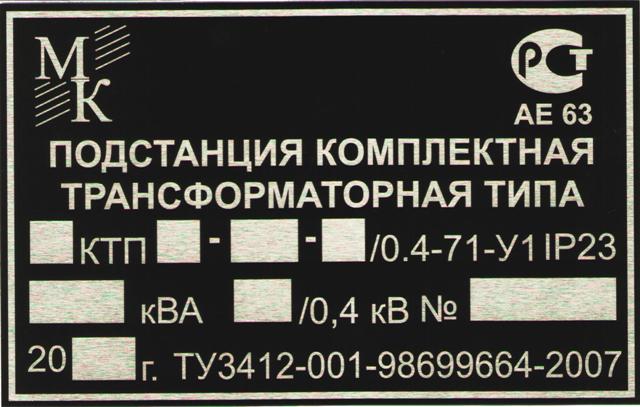 МК
РСТ
АЕ 63
ПОДСТАНЦИЯ КОМПЛЕКТНАЯ
ТРАНСФОРМАТОРНАЯ ТИПА
КТП - - /0.4-71-У1 IP23
кВА /0,4 кВ №
20 г. ТУ3412-001-98699664-2007